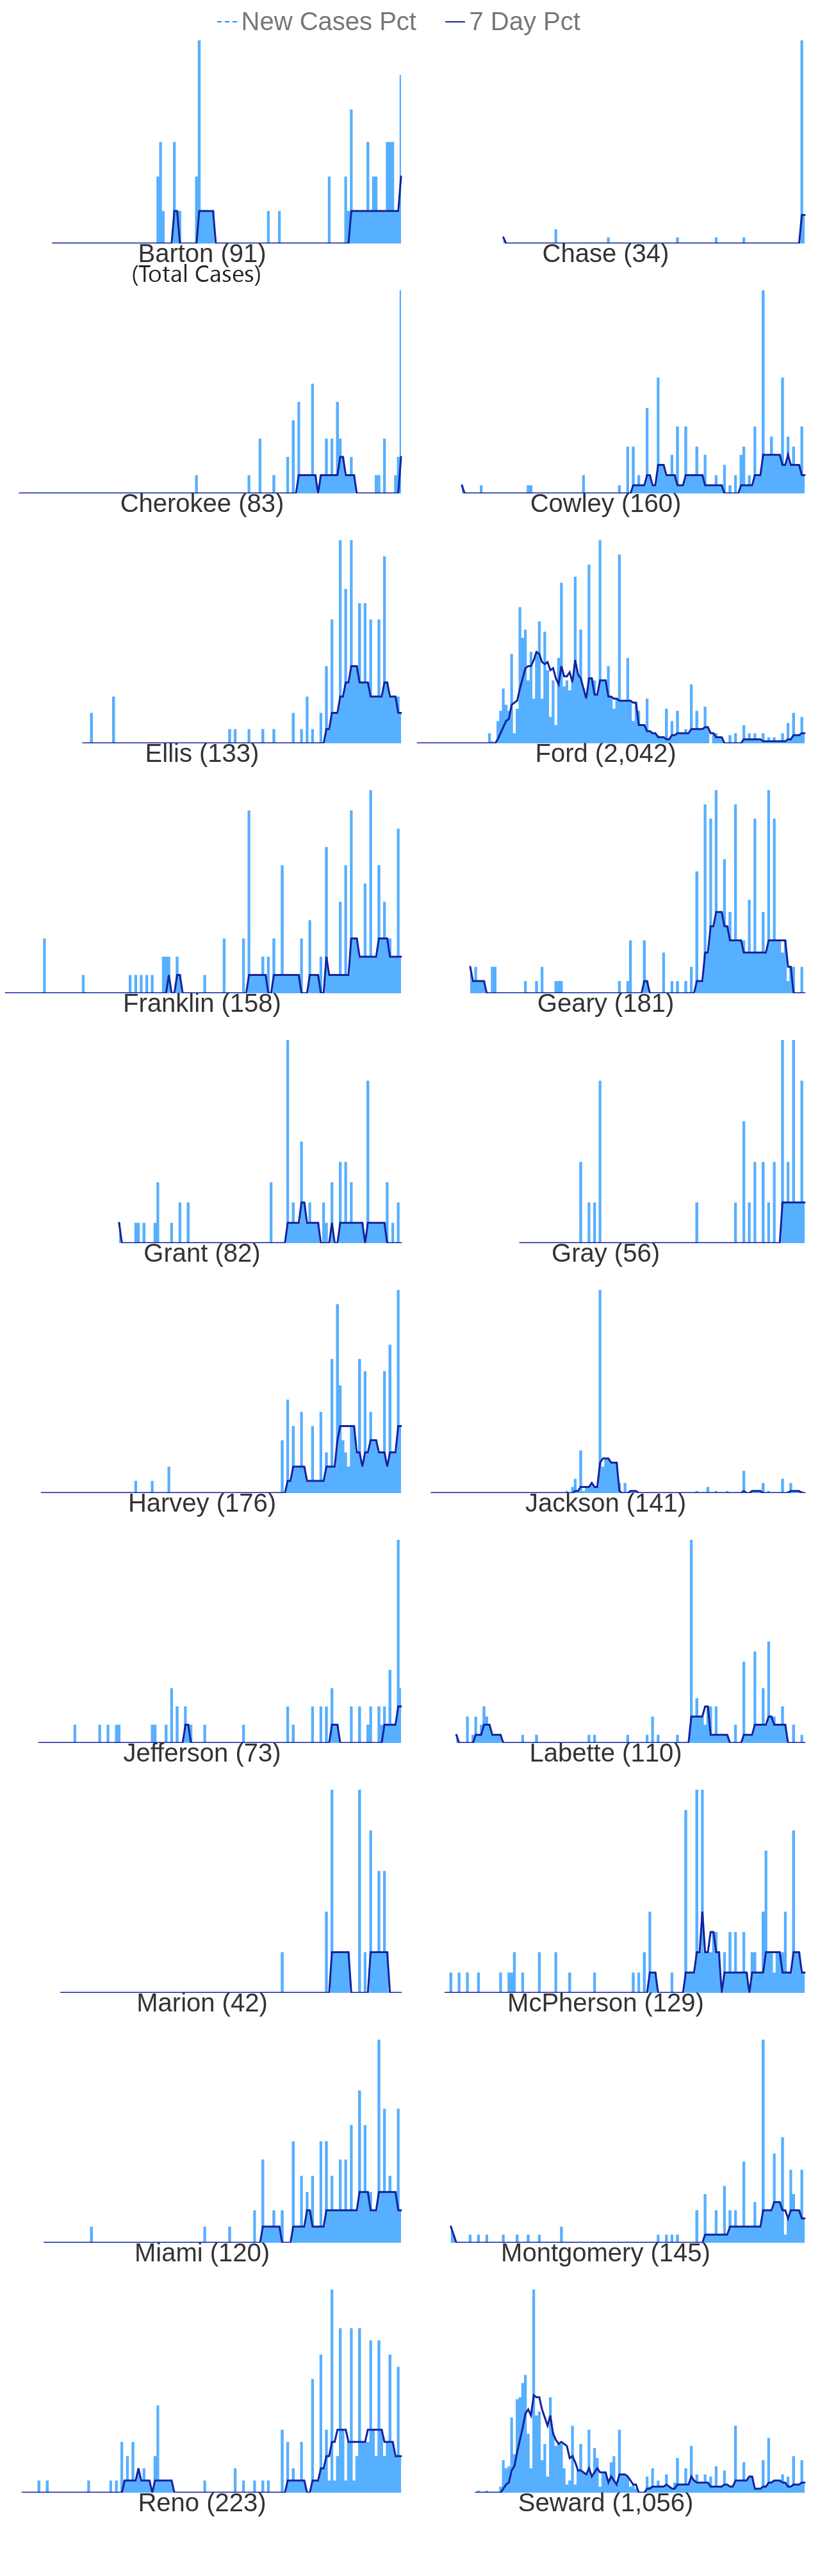 New Cases Pct 7 Day Pct
Barton (91) Chase (34)
(Total Cases)
Cherokee (83) Cowley (160)
Ellis (133) Ford (2,042)
Franklin (158) Geary (181)
Grant (82) Gray (56)
Harvey (176) Jackson (141)
Jefferson (73) Labette (110)
Marion (42) McPherson (129)
Miami (120) Montgomery (145)
Reno (223) Seward (1,056)